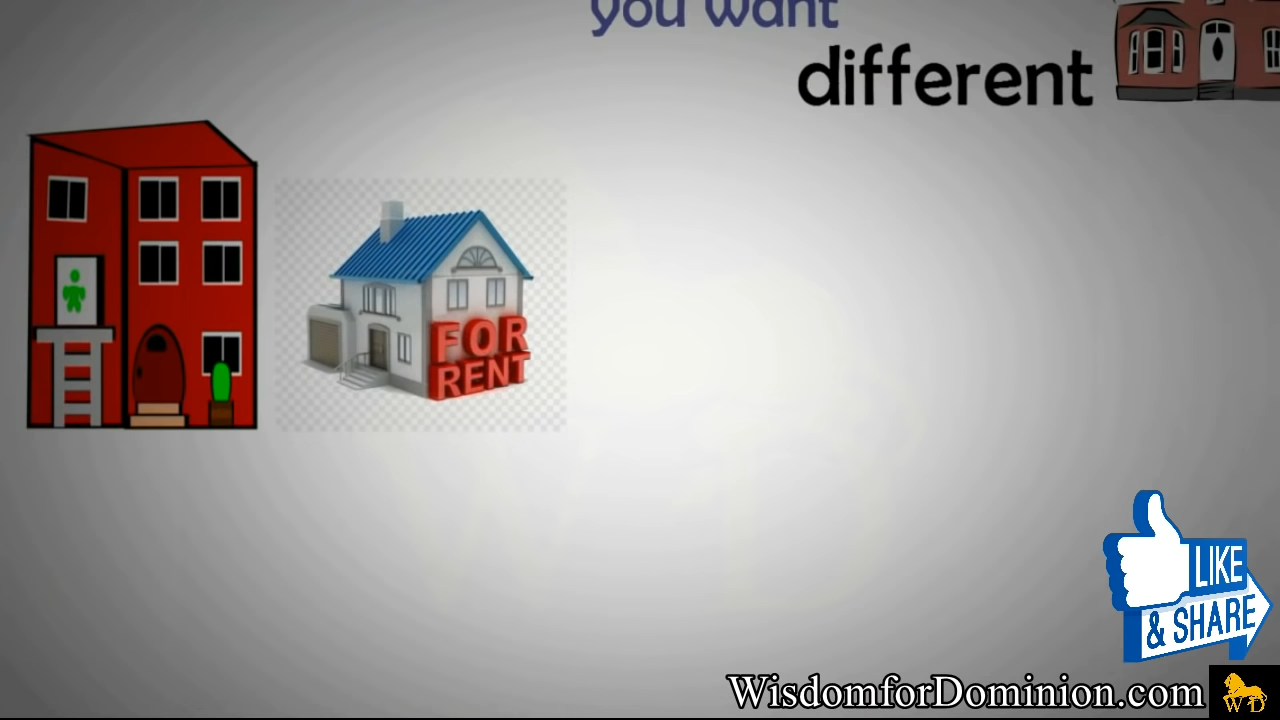 you want
different
FOR
RENT
LIKE
& SHARE
WisdomforDominion.com
WD